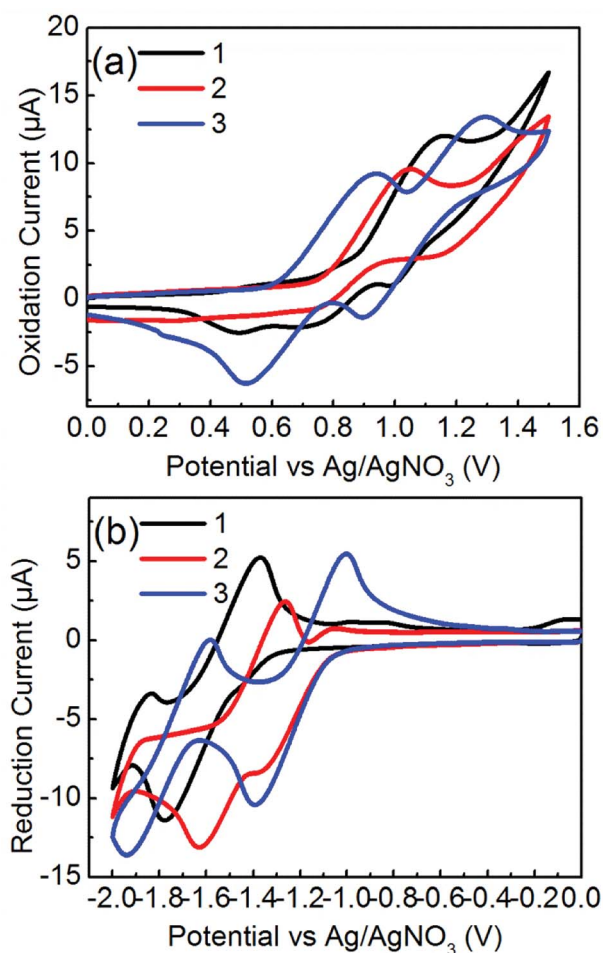 (a)
1
2
3
Oxidation Current (µA)
20
15
10
5
0
-5
-10
0.0 0.2 0.4 0.6 0.8 1.0 1.2 1.4 1.6
Potential vs Ag/AgNO₃ (V)
(b)
1
2
3
Reduction Current (µA)
5
0
-5
-10
-15
-2.0 -1.8 -1.6 -1.4 -1.2 -1.0 -0.8 -0.6 -0.4 -0.2 0.0
Potential vs Ag/AgNO₃ (V)